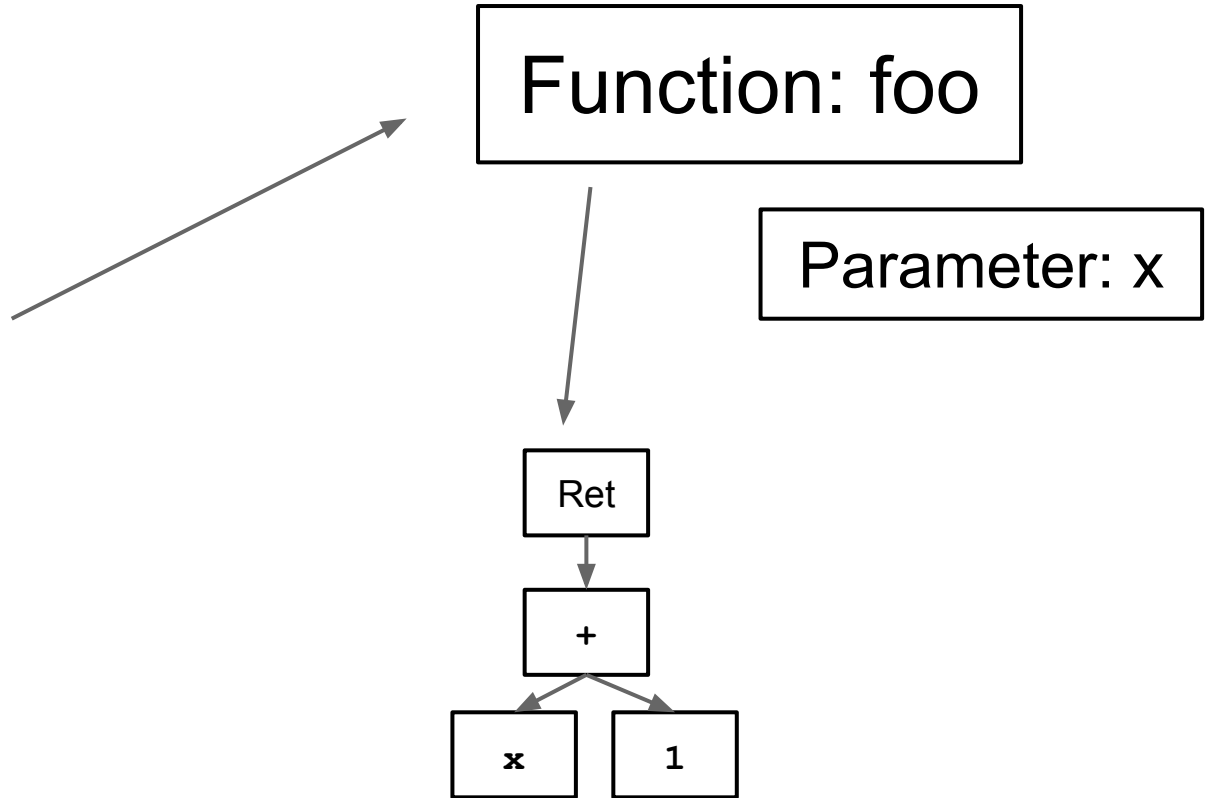 Function: foo
Parameter: x
Ret
+
x
1